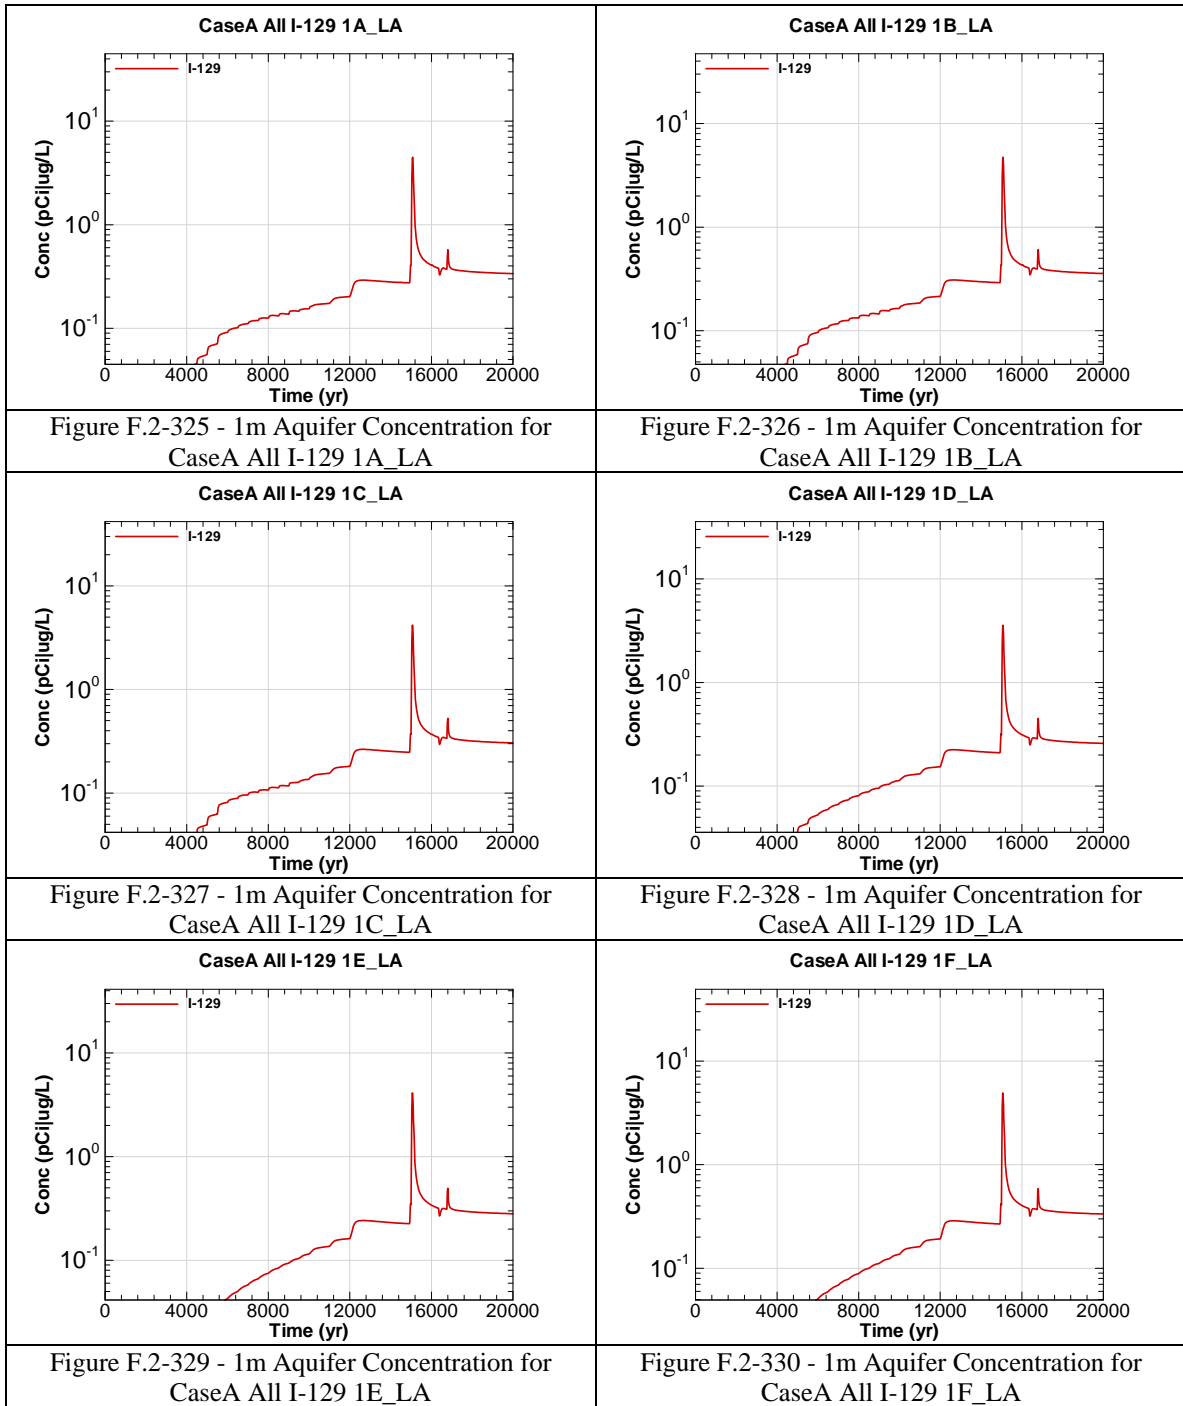 CaseA All I-129 1A_LA
I-129
10^1
10^0
10^-1
Conc (pCi|ug/L)
0 4000 8000 12000 16000 20000
Time (yr)
Figure F.2-325 - 1m Aquifer Concentration for
CaseA All I-129 1A_LA
CaseA All I-129 1B_LA
I-129
10^1
10^0
10^-1
Conc (pCi|ug/L)
0 4000 8000 12000 16000 20000
Time (yr)
Figure F.2-326 - 1m Aquifer Concentration for
CaseA All I-129 1B_LA
CaseA All I-129 1C_LA
I-129
10^1
10^0
10^-1
Conc (pCi|ug/L)
0 4000 8000 12000 16000 20000
Time (yr)
Figure F.2-327 - 1m Aquifer Concentration for
CaseA All I-129 1C_LA
CaseA All I-129 1D_LA
I-129
10^1
10^0
10^-1
Conc (pCi|ug/L)
0 4000 8000 12000 16000 20000
Time (yr)
Figure F.2-328 - 1m Aquifer Concentration for
CaseA All I-129 1D_LA
CaseA All I-129 1E_LA
I-129
10^1
10^0
10^-1
Conc (pCi|ug/L)
0 4000 8000 12000 16000 20000
Time (yr)
Figure F.2-329 - 1m Aquifer Concentration for
CaseA All I-129 1E_LA
CaseA All I-129 1F_LA
I-129
10^1
10^0
10^-1
Conc (pCi|ug/L)
0 4000 8000 12000 16000 20000
Time (yr)
Figure F.2-330 - 1m Aquifer Concentration for
CaseA All I-129 1F_LA